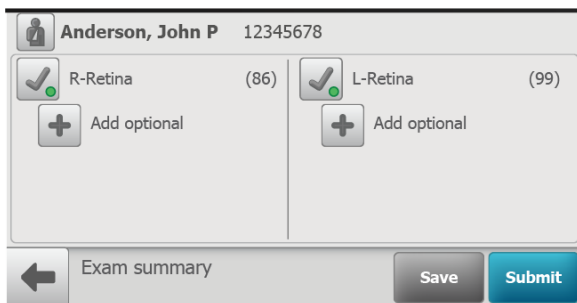 Anderson, John P 12345678
R-Retina (86) L-Retina (99)
Add optional Add optional
Exam summary Save Submit